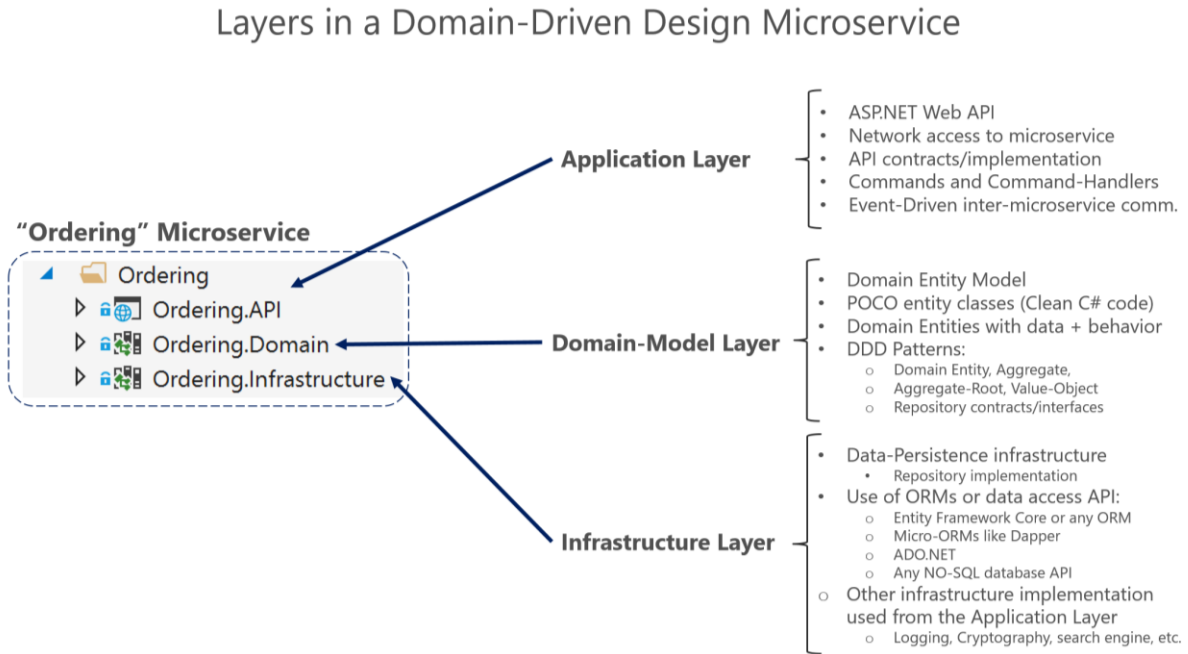 Layers in a Domain-Driven Design Microservice
“Ordering” Microservice
Ordering
Ordering.API
Ordering.Domain
Ordering.Infrastructure
Application Layer
• ASP.NET Web API
• Network access to microservice
• API contracts/implementation
• Commands and Command-Handlers
• Event-Driven inter-microservice comm.
Domain-Model Layer
• Domain Entity Model
• POCO entity classes (Clean C# code)
• Domain Entities with data + behavior
• DDD Patterns:
o Domain Entity, Aggregate,
o Aggregate-Root, Value-Object
o Repository contracts/interfaces
Infrastructure Layer
• Data-Persistence infrastructure
• Repository implementation
• Use of ORMs or data access API:
o Entity Framework Core or any ORM
o Micro-ORMs like Dapper
o ADO.NET
o Any NO-SQL database API
o Other infrastructure implementation
used from the Application Layer
o Logging, Cryptography, search engine, etc.